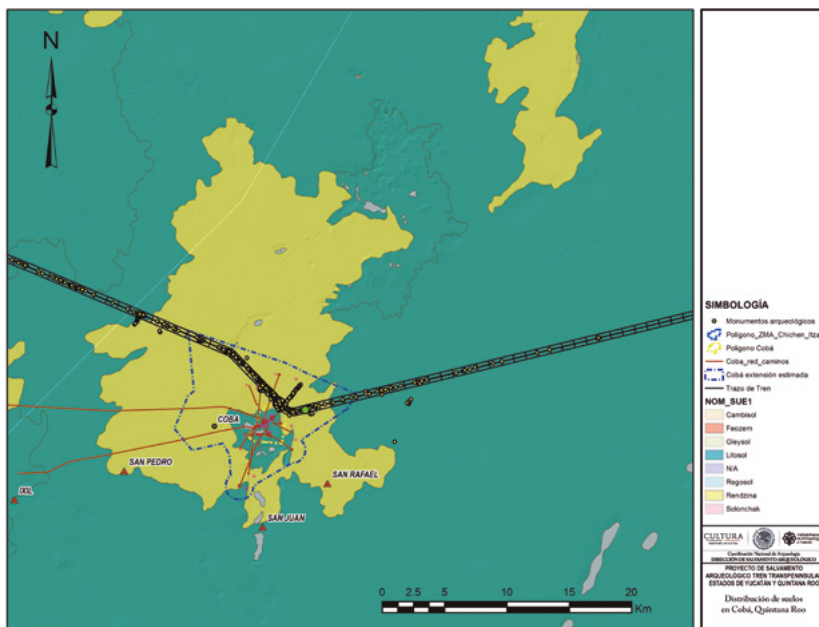 N
COBA
SAN PEDRO
DOL
SAN RAFAEL
SAN JUAN
0 2.5 5 10 15 20
Km
SIMBOLOGÍA
Monumentos arqueológicos
Poligono_ZMA_Chichen_Itza
Poligono Cobá
Coba_red_caminos
Cobá extensión estimada
Trazo de Tren
NOM_SUE1
Cambisol
Feozem
Gleysol
Litosol
N/A
Regosol
Rendzina
Solonchak
CULTURA
Coordinación Nacional de Arqueología
DIRECCIÓN DE SALVAMENTO ARQUEOLÓGICO
PROYECTO DE SALVAMENTO
ARQUEOLÓGICO TREN TRANSPENINSULAR
ESTADOS DE YUCATÁN Y QUINTANA ROO
Distribución de suelos
en Cobá, Quintana Roo